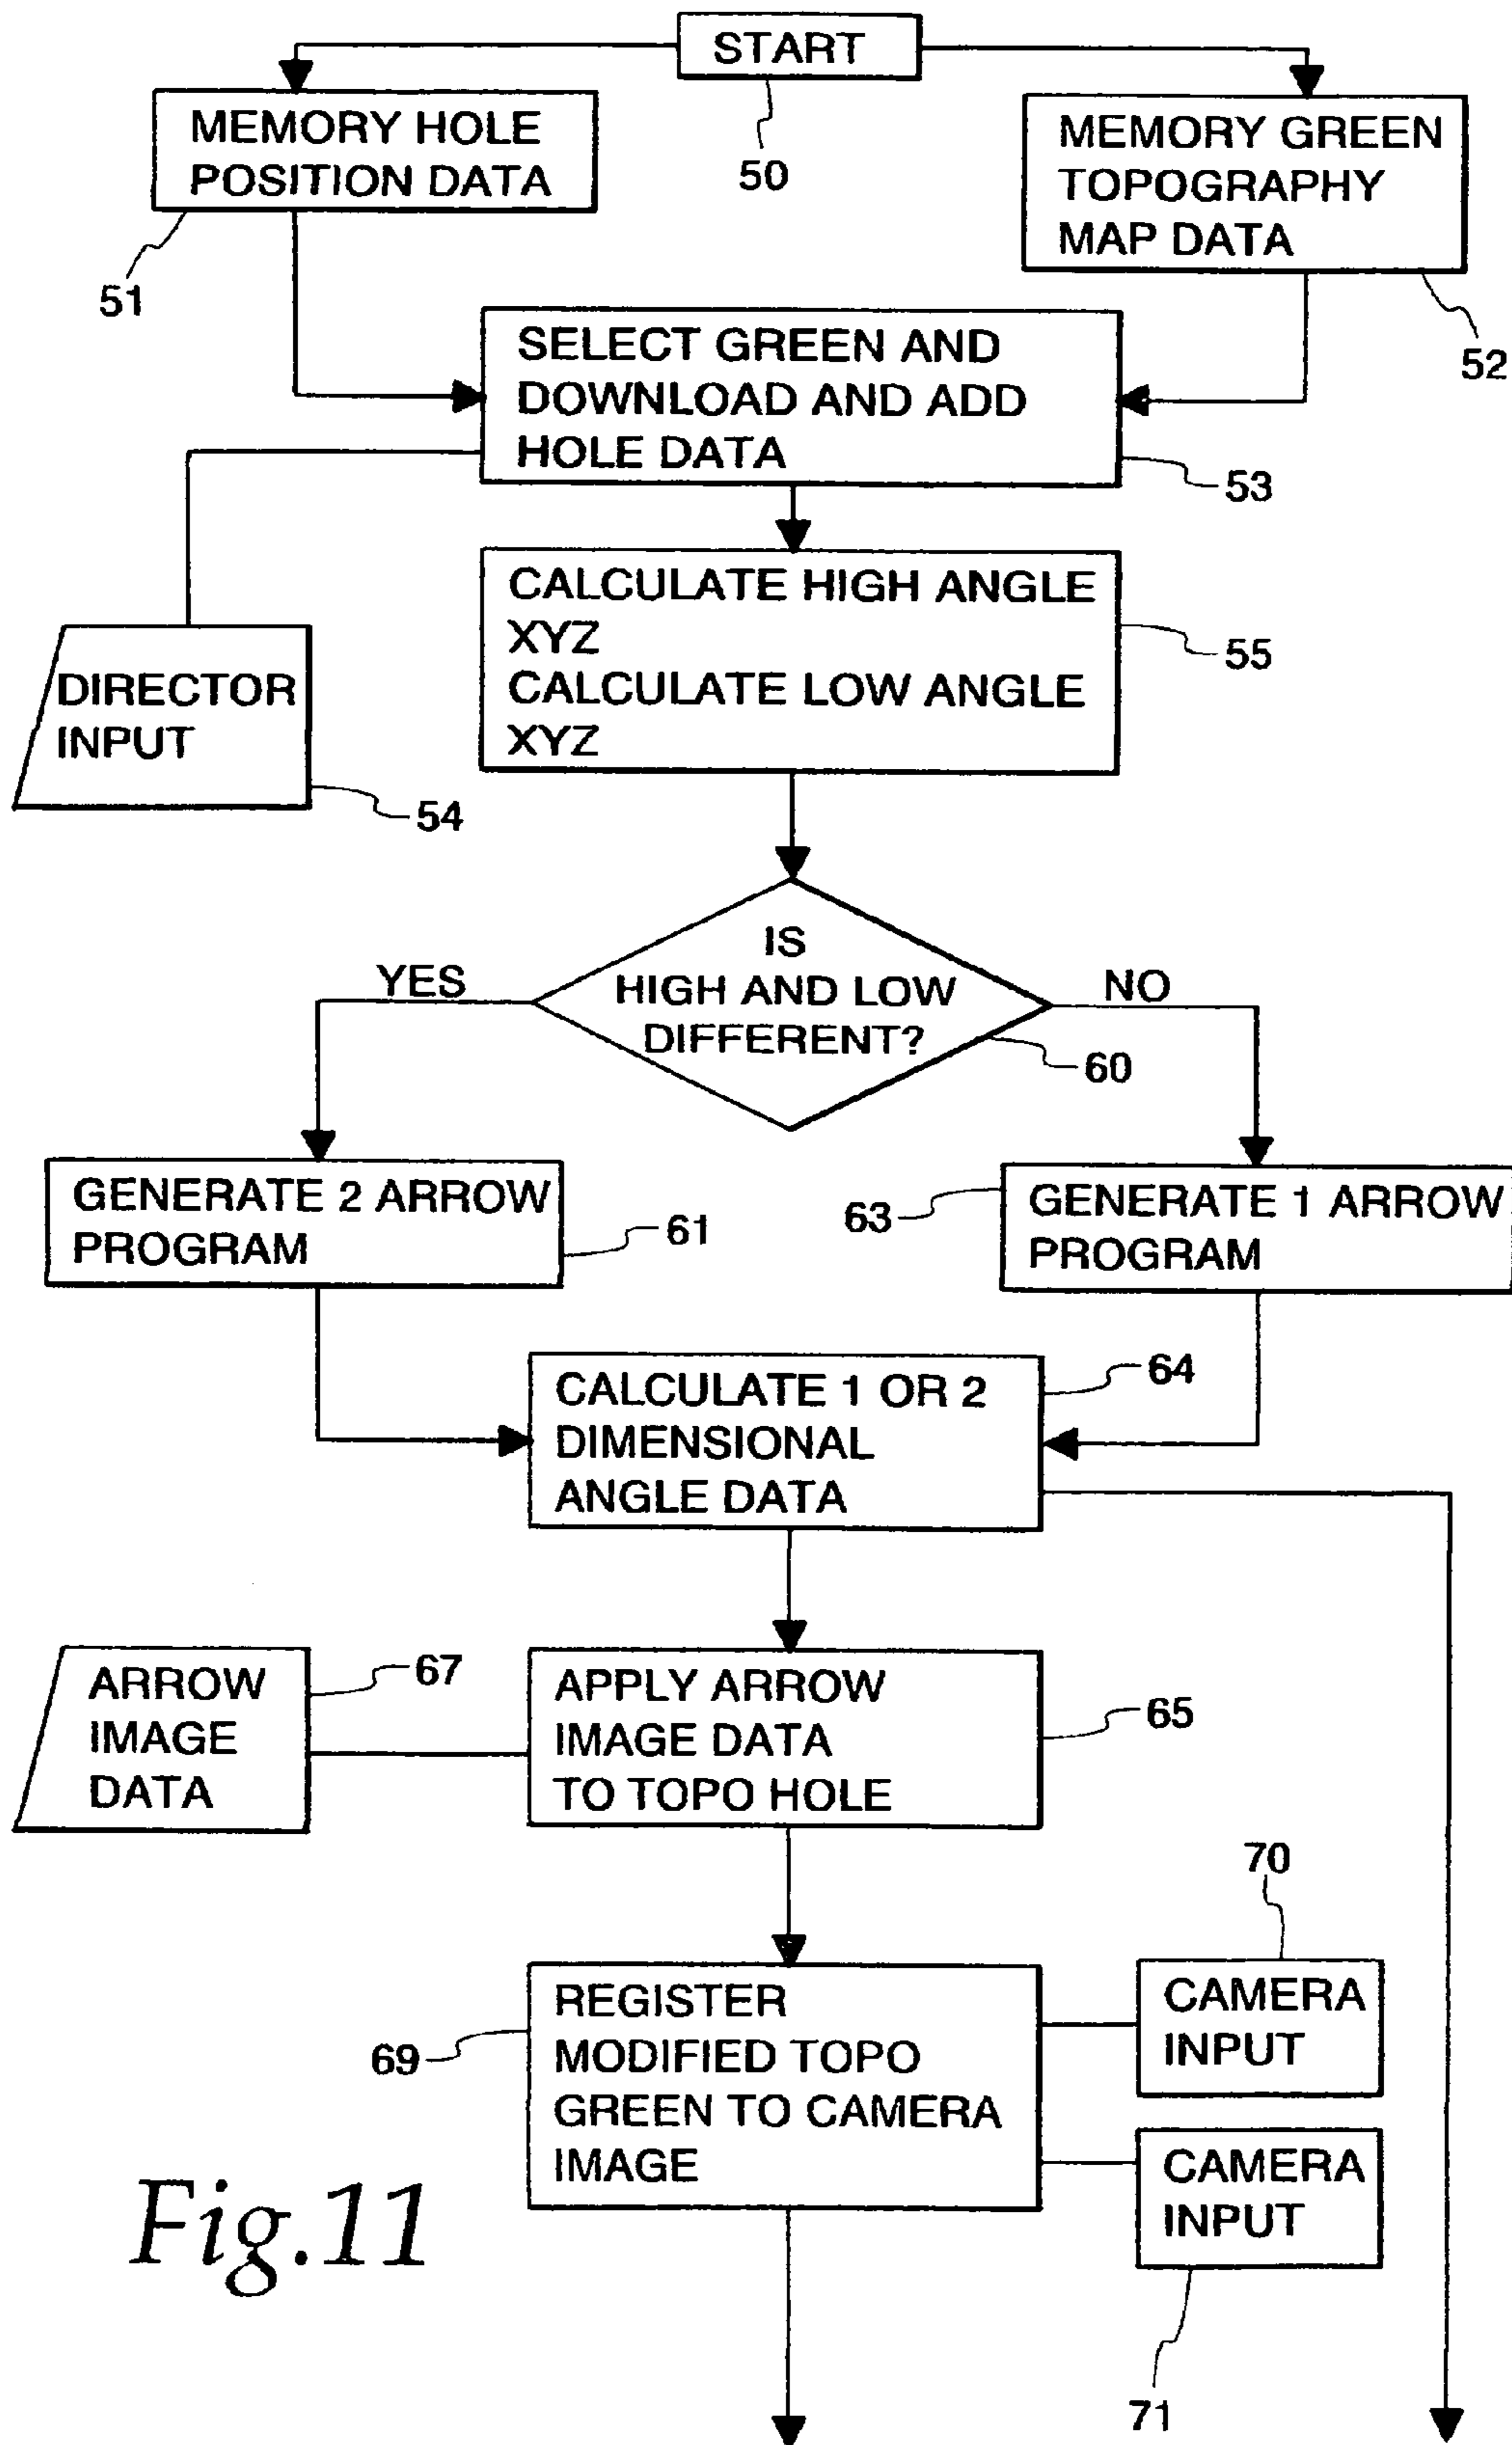 START
50
MEMORY HOLE
POSITION DATA
51
MEMORY GREEN
TOPOGRAPHY
MAP DATA
52
SELECT GREEN AND
DOWNLOAD AND ADD
HOLE DATA
53
DIRECTOR
INPUT
54
CALCULATE HIGH ANGLE
XYZ
CALCULATE LOW ANGLE
XYZ
55
IS
HIGH AND LOW
DIFFERENT?
60
YES
NO
GENERATE 2 ARROW
PROGRAM
61
63
GENERATE 1 ARROW
PROGRAM
CALCULATE 1 OR 2
DIMENSIONAL
ANGLE DATA
64
ARROW
IMAGE
DATA
67
APPLY ARROW
IMAGE DATA
TO TOPO HOLE
65
70
69
REGISTER
MODIFIED TOPO
GREEN TO CAMERA
IMAGE
CAMERA
INPUT
CAMERA
INPUT
71
Fig.11